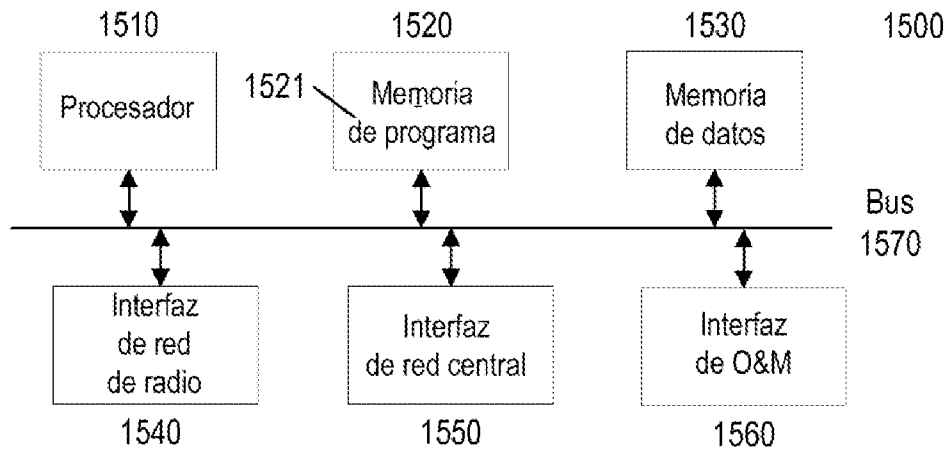 1510
1520
1530
1500
Procesador
1521
Memoria
de programa
Memoria
de datos
Bus
1570
Interfaz
de red
de radio
Interfaz
de red central
Interfaz
de O&M
1540
1550
1560